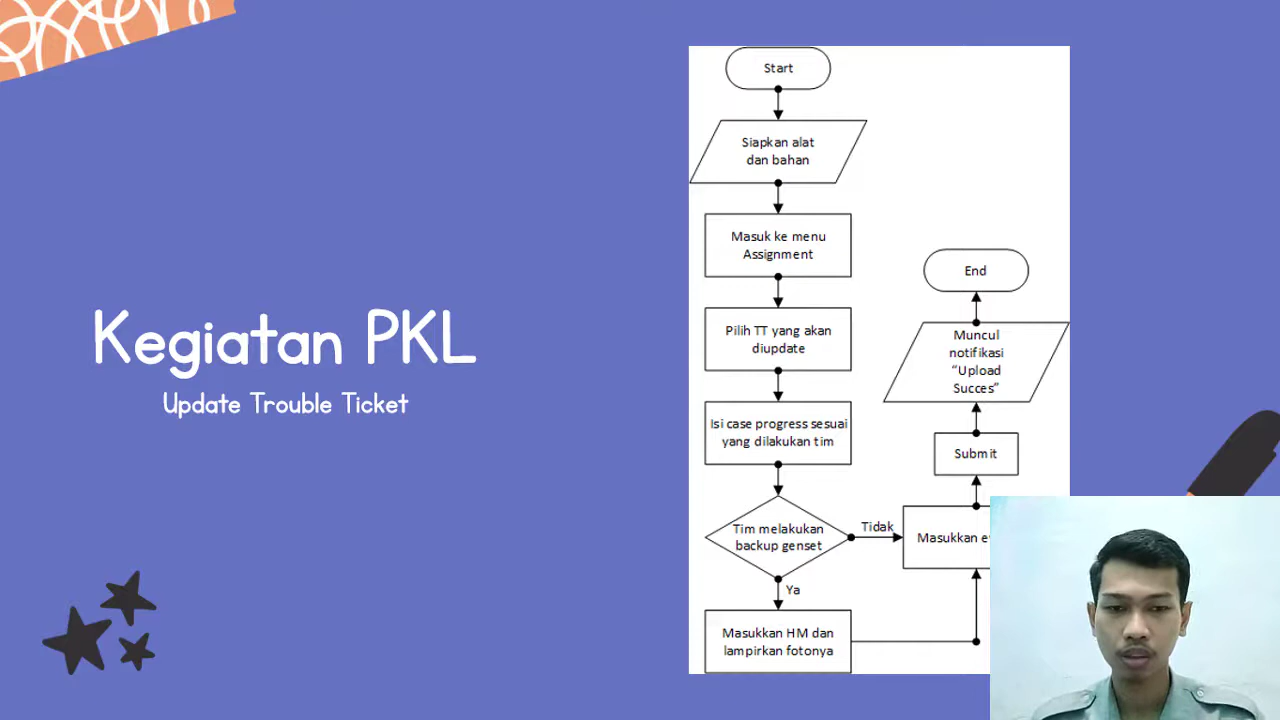 Kegiatan PKL
Update Trouble Ticket
Start
Siapkan alat
dan bahan
Masuk ke menu
Assignment
Pilih TT yang akan
diupdate
Isi case progress sesuai
yang dilakukan tim
Tim melakukan
backup genset
Tidak
Ya
Masukkan HM dan
lampirkan fotonya
Masukkan
Submit
Muncul
notifikasi
“Upload
Succes”
End